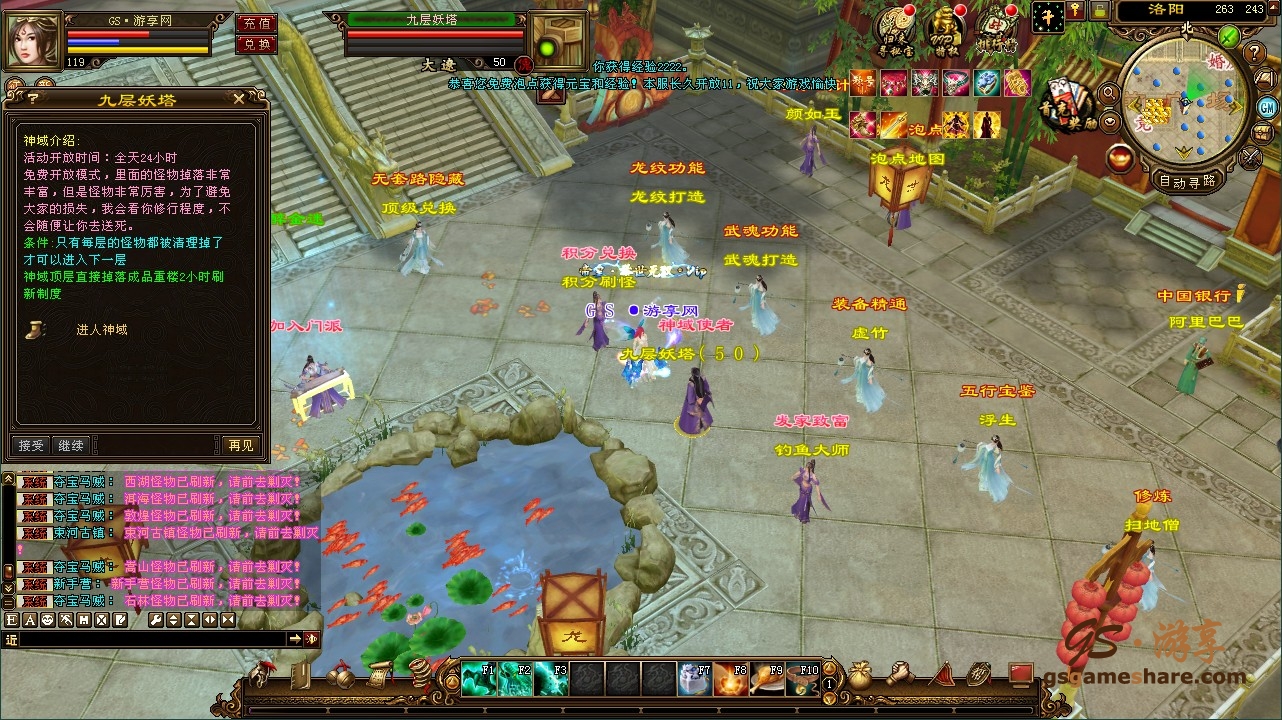 GS·游享网
119
充值
兑换
九层妖塔
大遼
50
你获得经验2222。
恭喜您免费泡点获得元宝和经验！本服长久开放11，祝大家游戏愉快
洛阳
263 243
北
自动寻路
GM
九层妖塔
神域介绍:
活动开放时间：全天24小时
免费开放模式，里面的怪物掉落非常
丰富，但是怪物非常厉害，为了避免
大家的损失，我会看你修行程度，不
会随便让你去送死。
条件:只有每层的怪物都被清理掉了
才可以进入下一层
神域顶层直接掉落成品重楼2小时刷
新制度
进入神域
接受
继续
再见
颜如玉
泡点
泡点地图
无套路隐藏
顶级兑换
龙纹功能
龙纹打造
武魂功能
武魂打造
积分兑换
积分刷怪
GS
游享网
神域使者
九层妖塔(50)
加入门派
装备精通
虚竹
中国银行
阿里巴巴
五行宝鉴
浮生
发家致富
钓鱼大师
修炼
扫地僧
夺宝马贼： 西湖怪物已刷新，请前去剿灭！
夺宝马贼： 洱海怪物已刷新，请前去剿灭！
夺宝马贼： 敦煌怪物已刷新，请前去剿灭！
束河古镇： 束河古镇怪物已刷新，请前去剿灭
！
夺宝马贼： 嵩山怪物已刷新，请前去剿灭！
新手营： 新手营怪物已刷新，请前去剿灭！
夺宝马贼： 石林怪物已刷新，请前去剿灭！
近
F1
F2
F3
F7
F8
F9
F10
1
GS·游享
gsgameshare.com